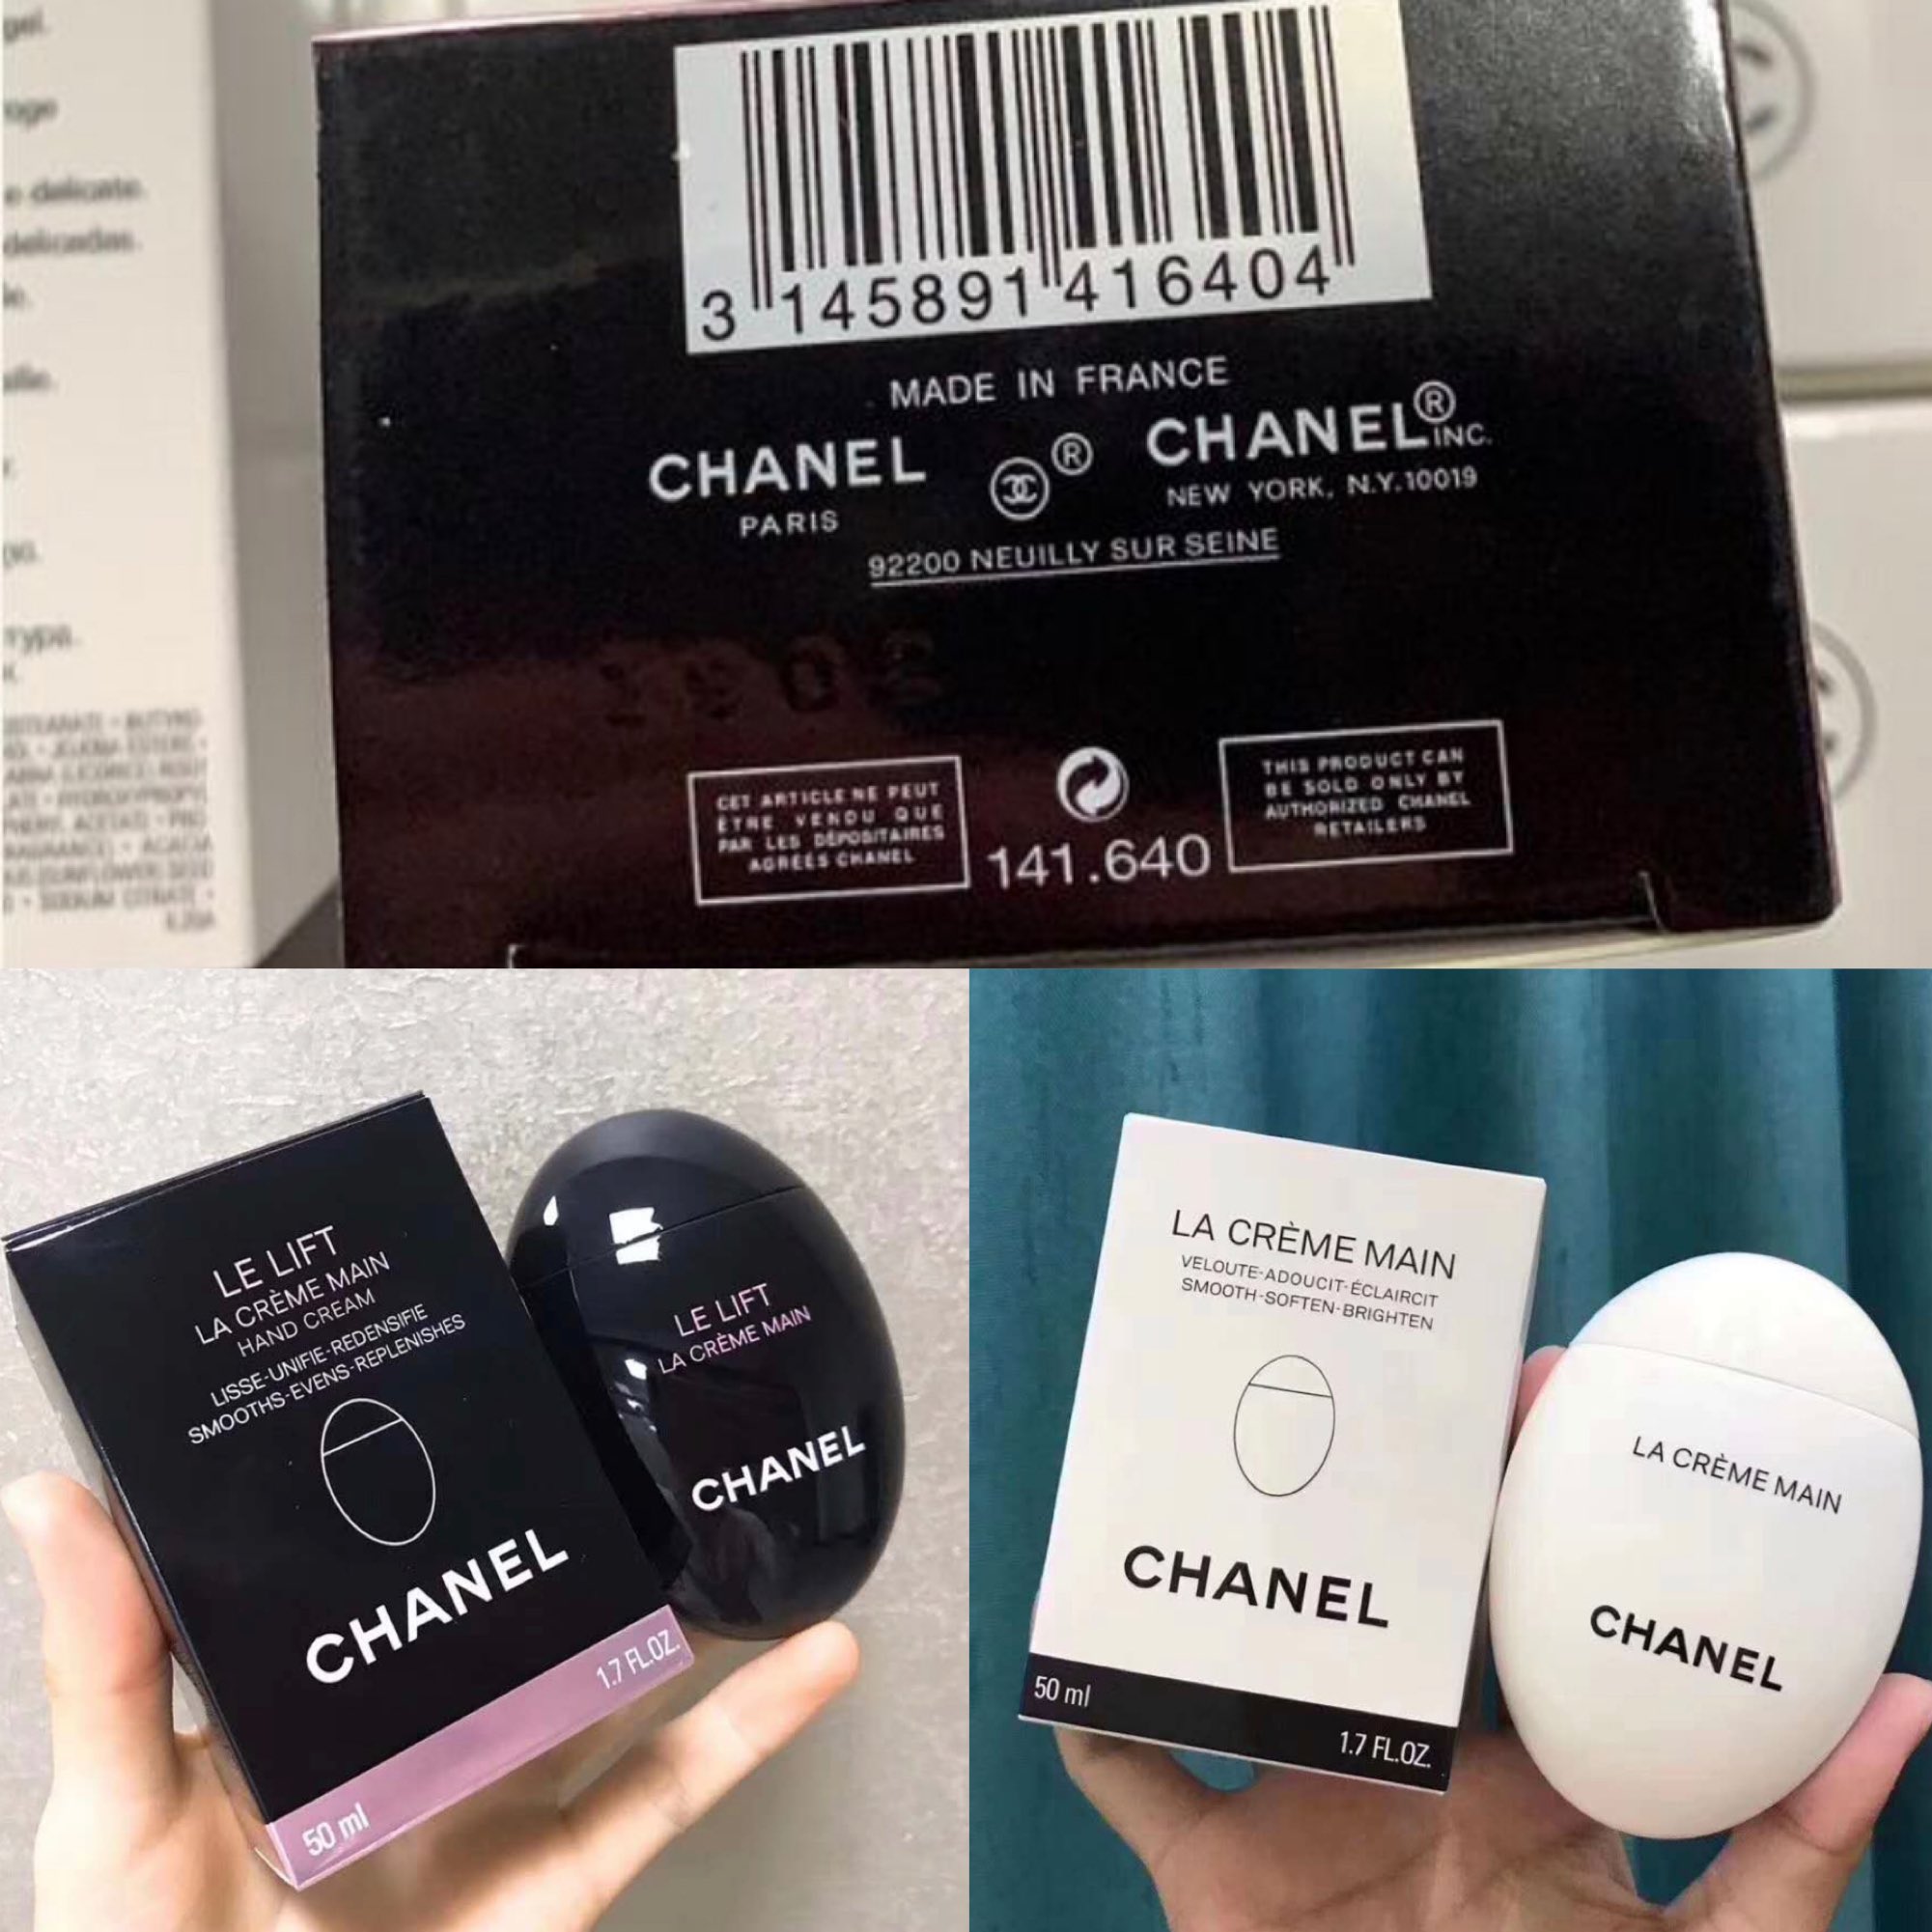 3 145891 416404
MADE IN FRANCE
CHANEL
PARIS
®
CHANEL® INC.
NEW YORK, N.Y. 10019
92200 NEUILLY SUR SEINE
CET ARTICLE NE PEUT
ÊTRE VENDU QUE
PAR LES DÉPOSITAIRES
AGRÉÉS CHANEL
141.640
THIS PRODUCT CAN
BE SOLD ONLY BY
AUTHORIZED CHANEL
RETAILERS
e delicate.
delicadas.
LE LIFT
LA CRÈME MAIN
HAND CREAM
LISSE-UNIFIE-REDENSIFIE
SMOOTHS-EVENS-REPLENISHES
CHANEL
50 ml
1.7 FL.OZ.
LE LIFT
LA CRÈME MAIN
CHANEL
LA CRÈME MAIN
VELOUTE-ADOUCIT-ÉCLAIRCIT
SMOOTH-SOFTEN-BRIGHTEN
CHANEL
50 ml
1.7 FL.OZ.
LA CRÈME MAIN
CHANEL